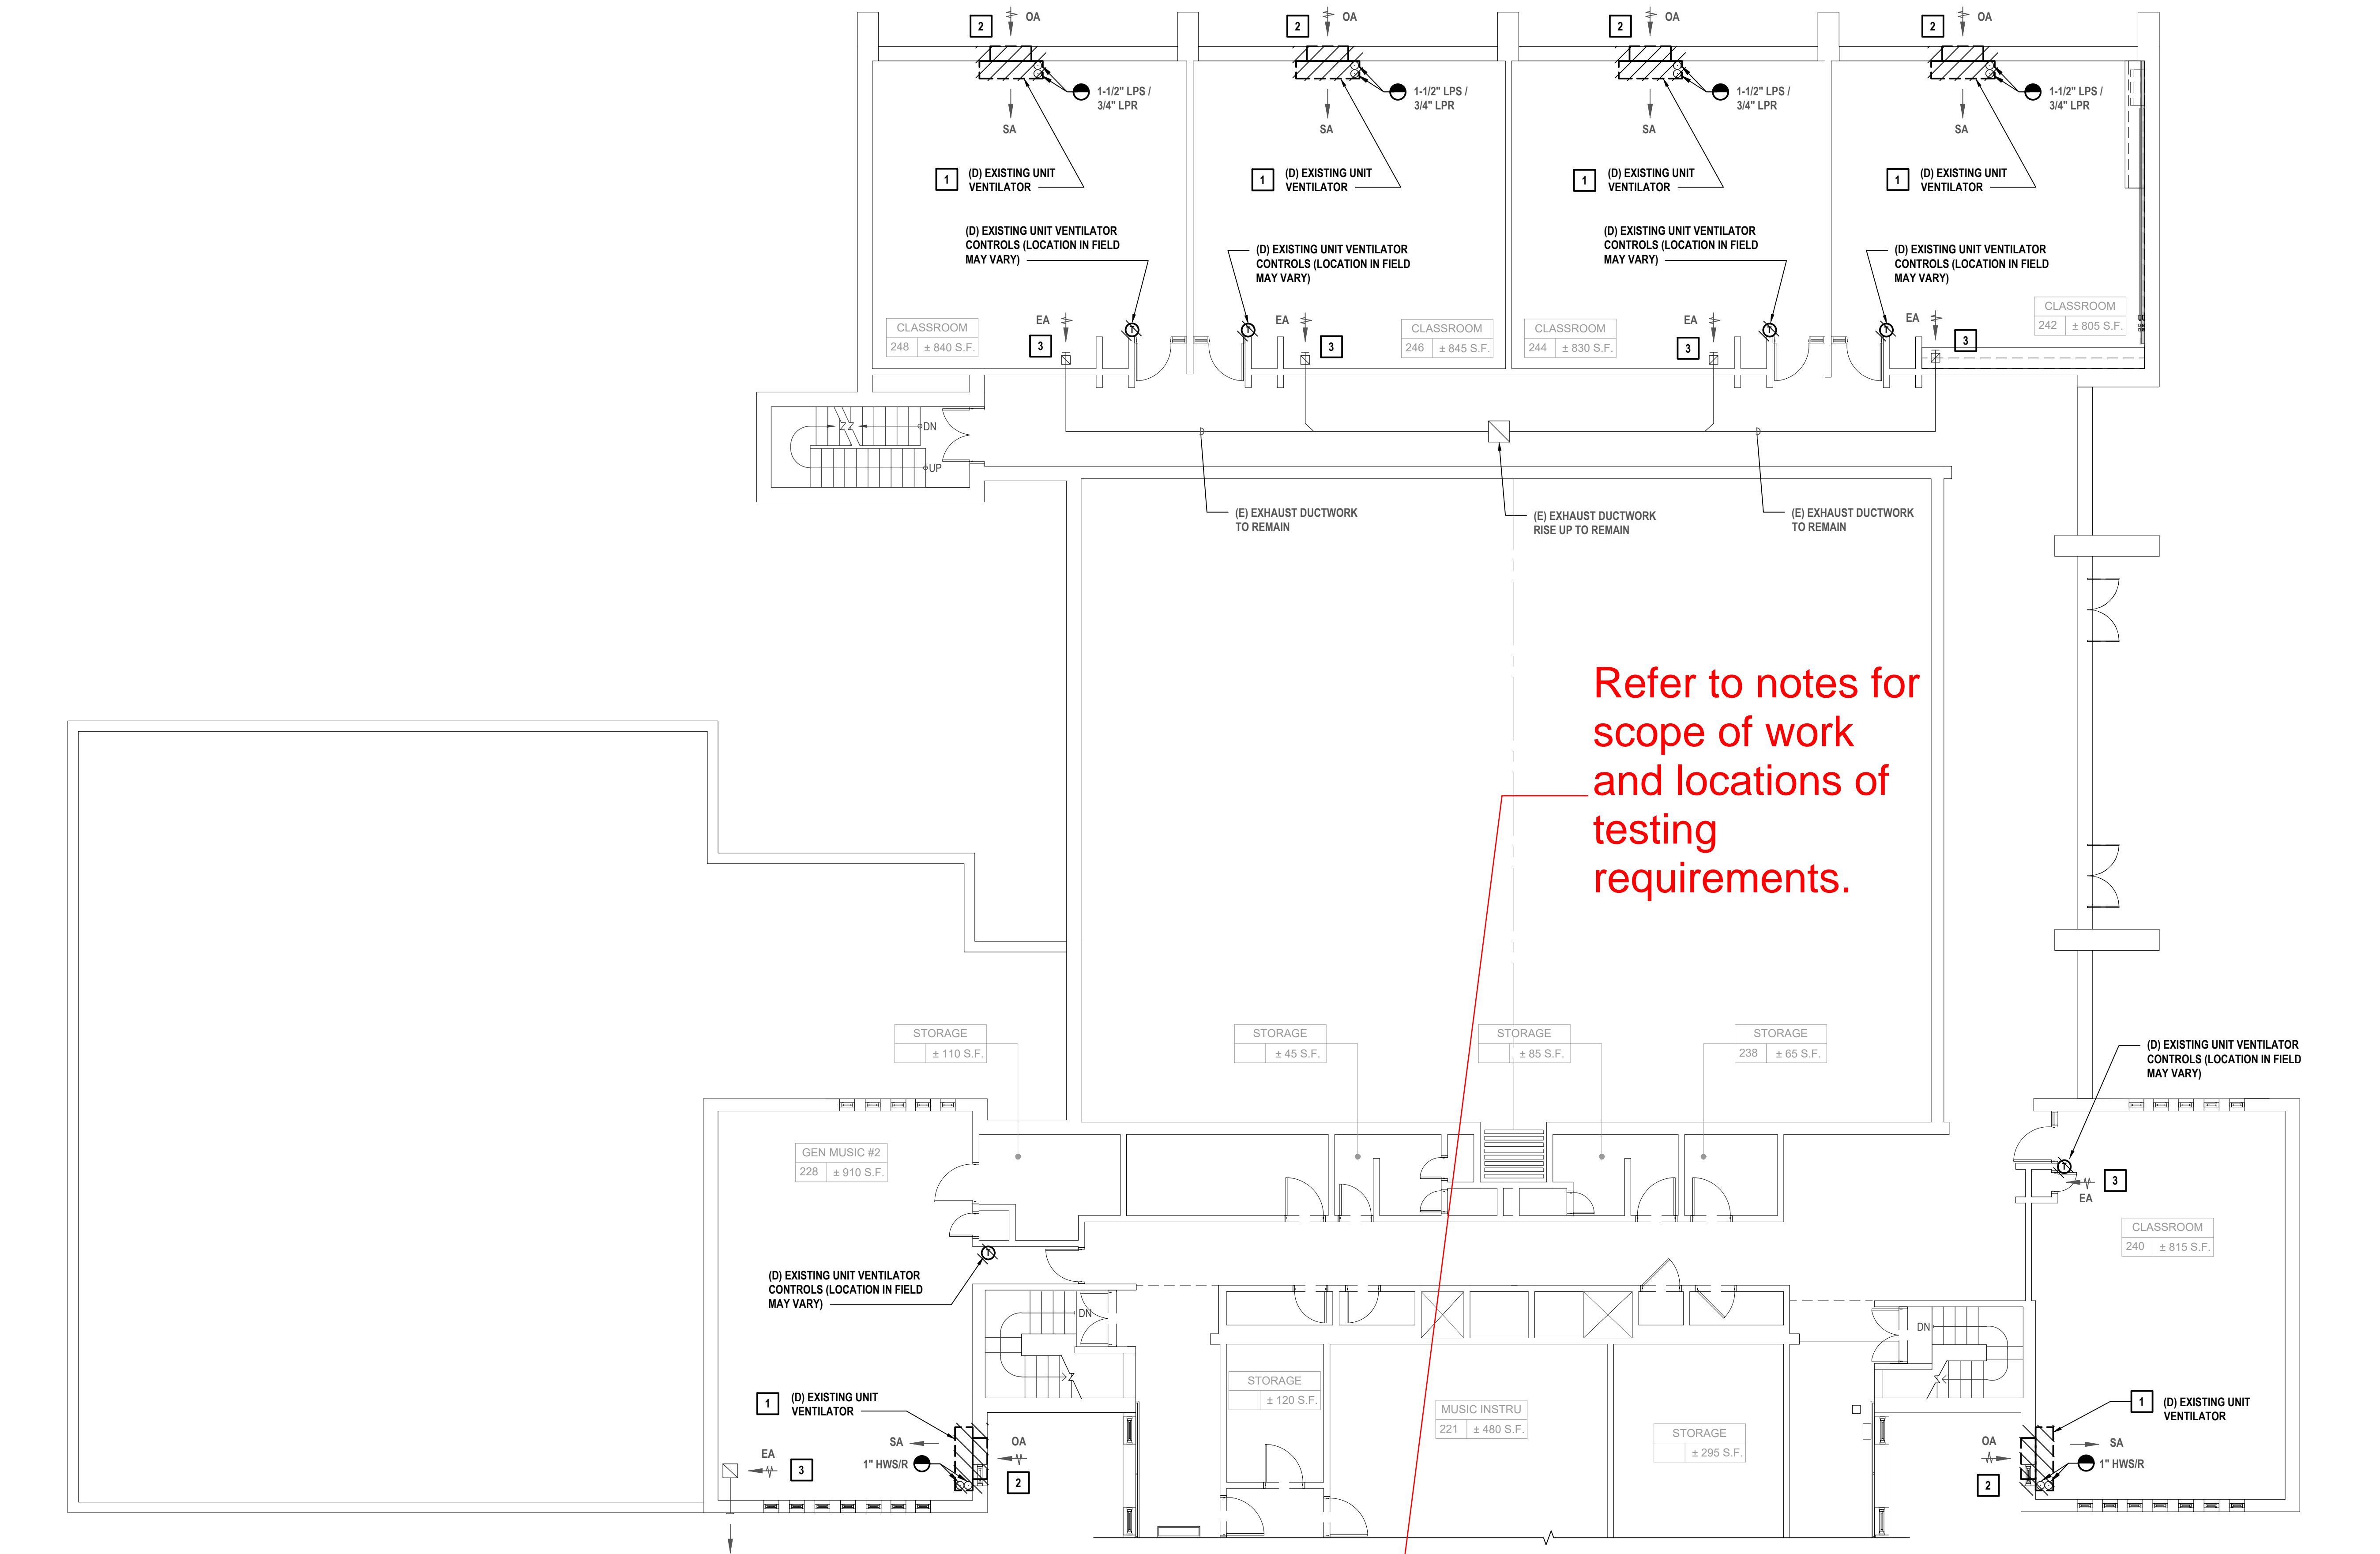 2
OA
2
OA
2
OA
2
OA
1-1/2" LPS /
3/4" LPR
1-1/2" LPS /
3/4" LPR
1-1/2" LPS /
3/4" LPR
1-1/2" LPS /
3/4" LPR
SA
SA
SA
SA
1
(D) EXISTING UNIT
VENTILATOR
1
(D) EXISTING UNIT
VENTILATOR
1
(D) EXISTING UNIT
VENTILATOR
1
(D) EXISTING UNIT
VENTILATOR
(D) EXISTING UNIT VENTILATOR
CONTROLS (LOCATION IN FIELD
MAY VARY)
(D) EXISTING UNIT VENTILATOR
CONTROLS (LOCATION IN FIELD
MAY VARY)
(D) EXISTING UNIT VENTILATOR
CONTROLS (LOCATION IN FIELD
MAY VARY)
(D) EXISTING UNIT VENTILATOR
CONTROLS (LOCATION IN FIELD
MAY VARY)
CLASSROOM
248 ± 840 S.F.
EA
3
T
T
EA
3
CLASSROOM
246 ± 845 S.F.
CLASSROOM
244 ± 830 S.F.
EA
3
T
T
EA
3
CLASSROOM
242 ± 805 S.F.
DN
UP
(E) EXHAUST DUCTWORK
TO REMAIN
(E) EXHAUST DUCTWORK
RISE UP TO REMAIN
(E) EXHAUST DUCTWORK
TO REMAIN
Refer to notes for
scope of work
and locations of
testing
requirements.
STORAGE
± 110 S.F.
STORAGE
± 45 S.F.
STORAGE
± 85 S.F.
STORAGE
238 ± 65 S.F.
(D) EXISTING UNIT VENTILATOR
CONTROLS (LOCATION IN FIELD
MAY VARY)
GEN MUSIC #2
228 ± 910 S.F.
T
3
EA
CLASSROOM
240 ± 815 S.F.
T
(D) EXISTING UNIT VENTILATOR
CONTROLS (LOCATION IN FIELD
MAY VARY)
DN
DN
STORAGE
± 120 S.F.
MUSIC INSTRU
221 ± 480 S.F.
STORAGE
± 295 S.F.
1
(D) EXISTING UNIT
VENTILATOR
SA
OA
1" HWS/R
EA
3
2
1
(D) EXISTING UNIT
VENTILATOR
OA
SA
1" HWS/R
2